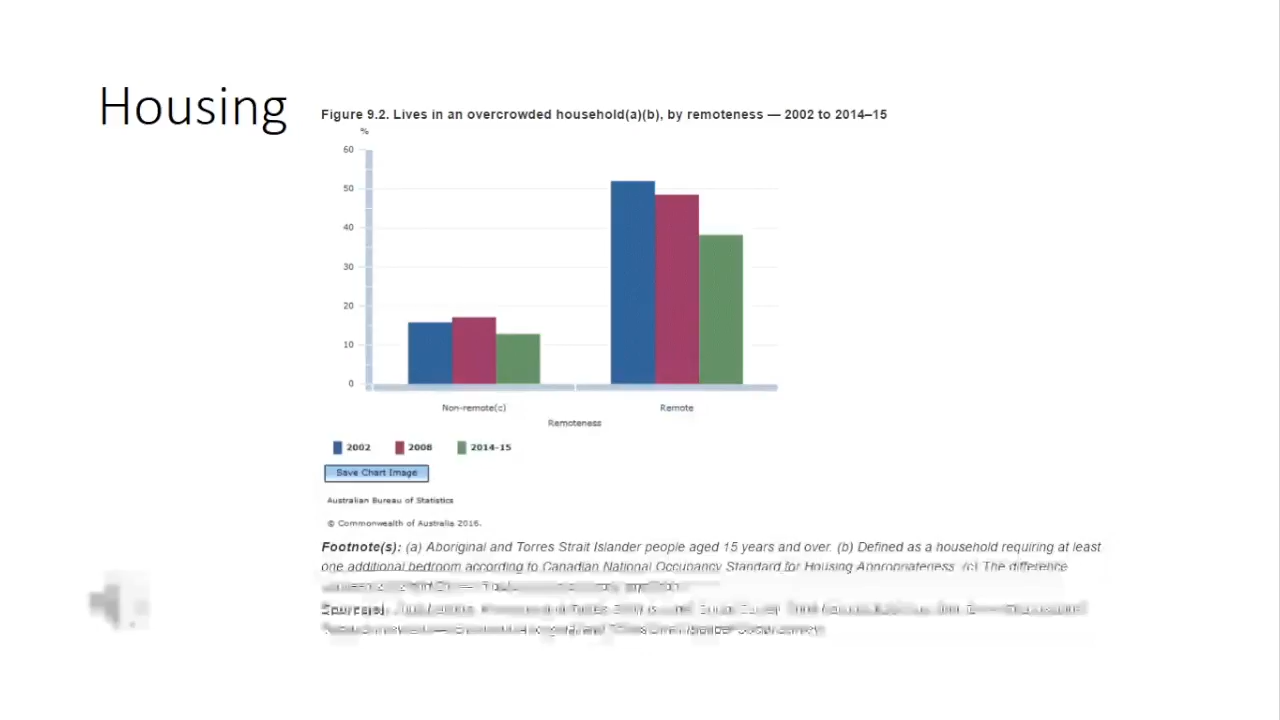 Housing
Figure 9.2. Lives in an overcrowded household(a)(b), by remoteness — 2002 to 2014–15
%
60
50
40
30
20
10
0
Non-remote(c)
Remote
Remoteness
2002
2008
2014-15
Save Chart Image
Australian Bureau of Statistics
© Commonwealth of Australia 2016.
Footnote(s): (a) Aboriginal and Torres Strait Islander people aged 15 years and over. (b) Defined as a household requiring at least
one additional bedroom according to Canadian National Occupancy Standard for Housing Appropriateness. (c) The difference
Source(s):